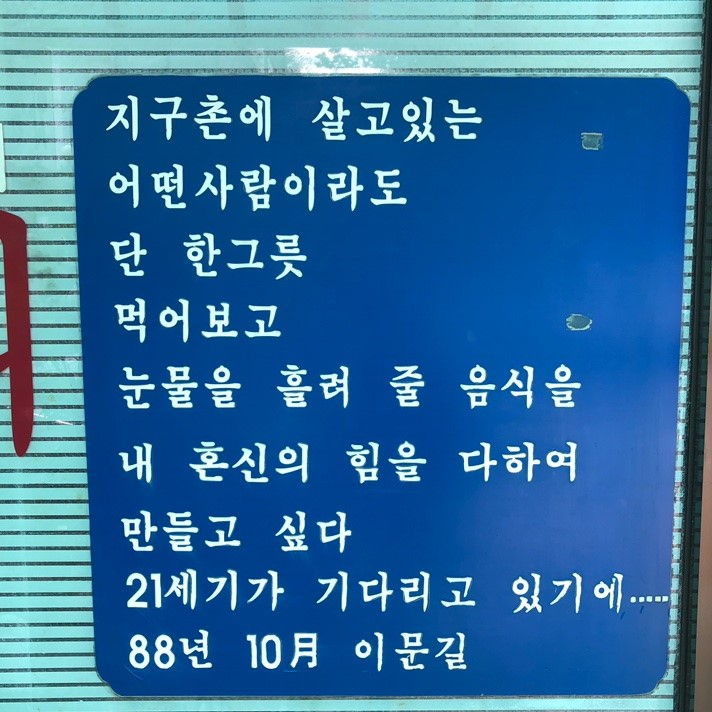 지구촌에 살고있는
어떤사람이라도
단 한그릇
먹어보고
눈물을 흘려 줄 음식을
내 혼신의 힘을 다하여
만들고 싶다
21세기가 기다리고 있기에.....
88년 10月 이문길